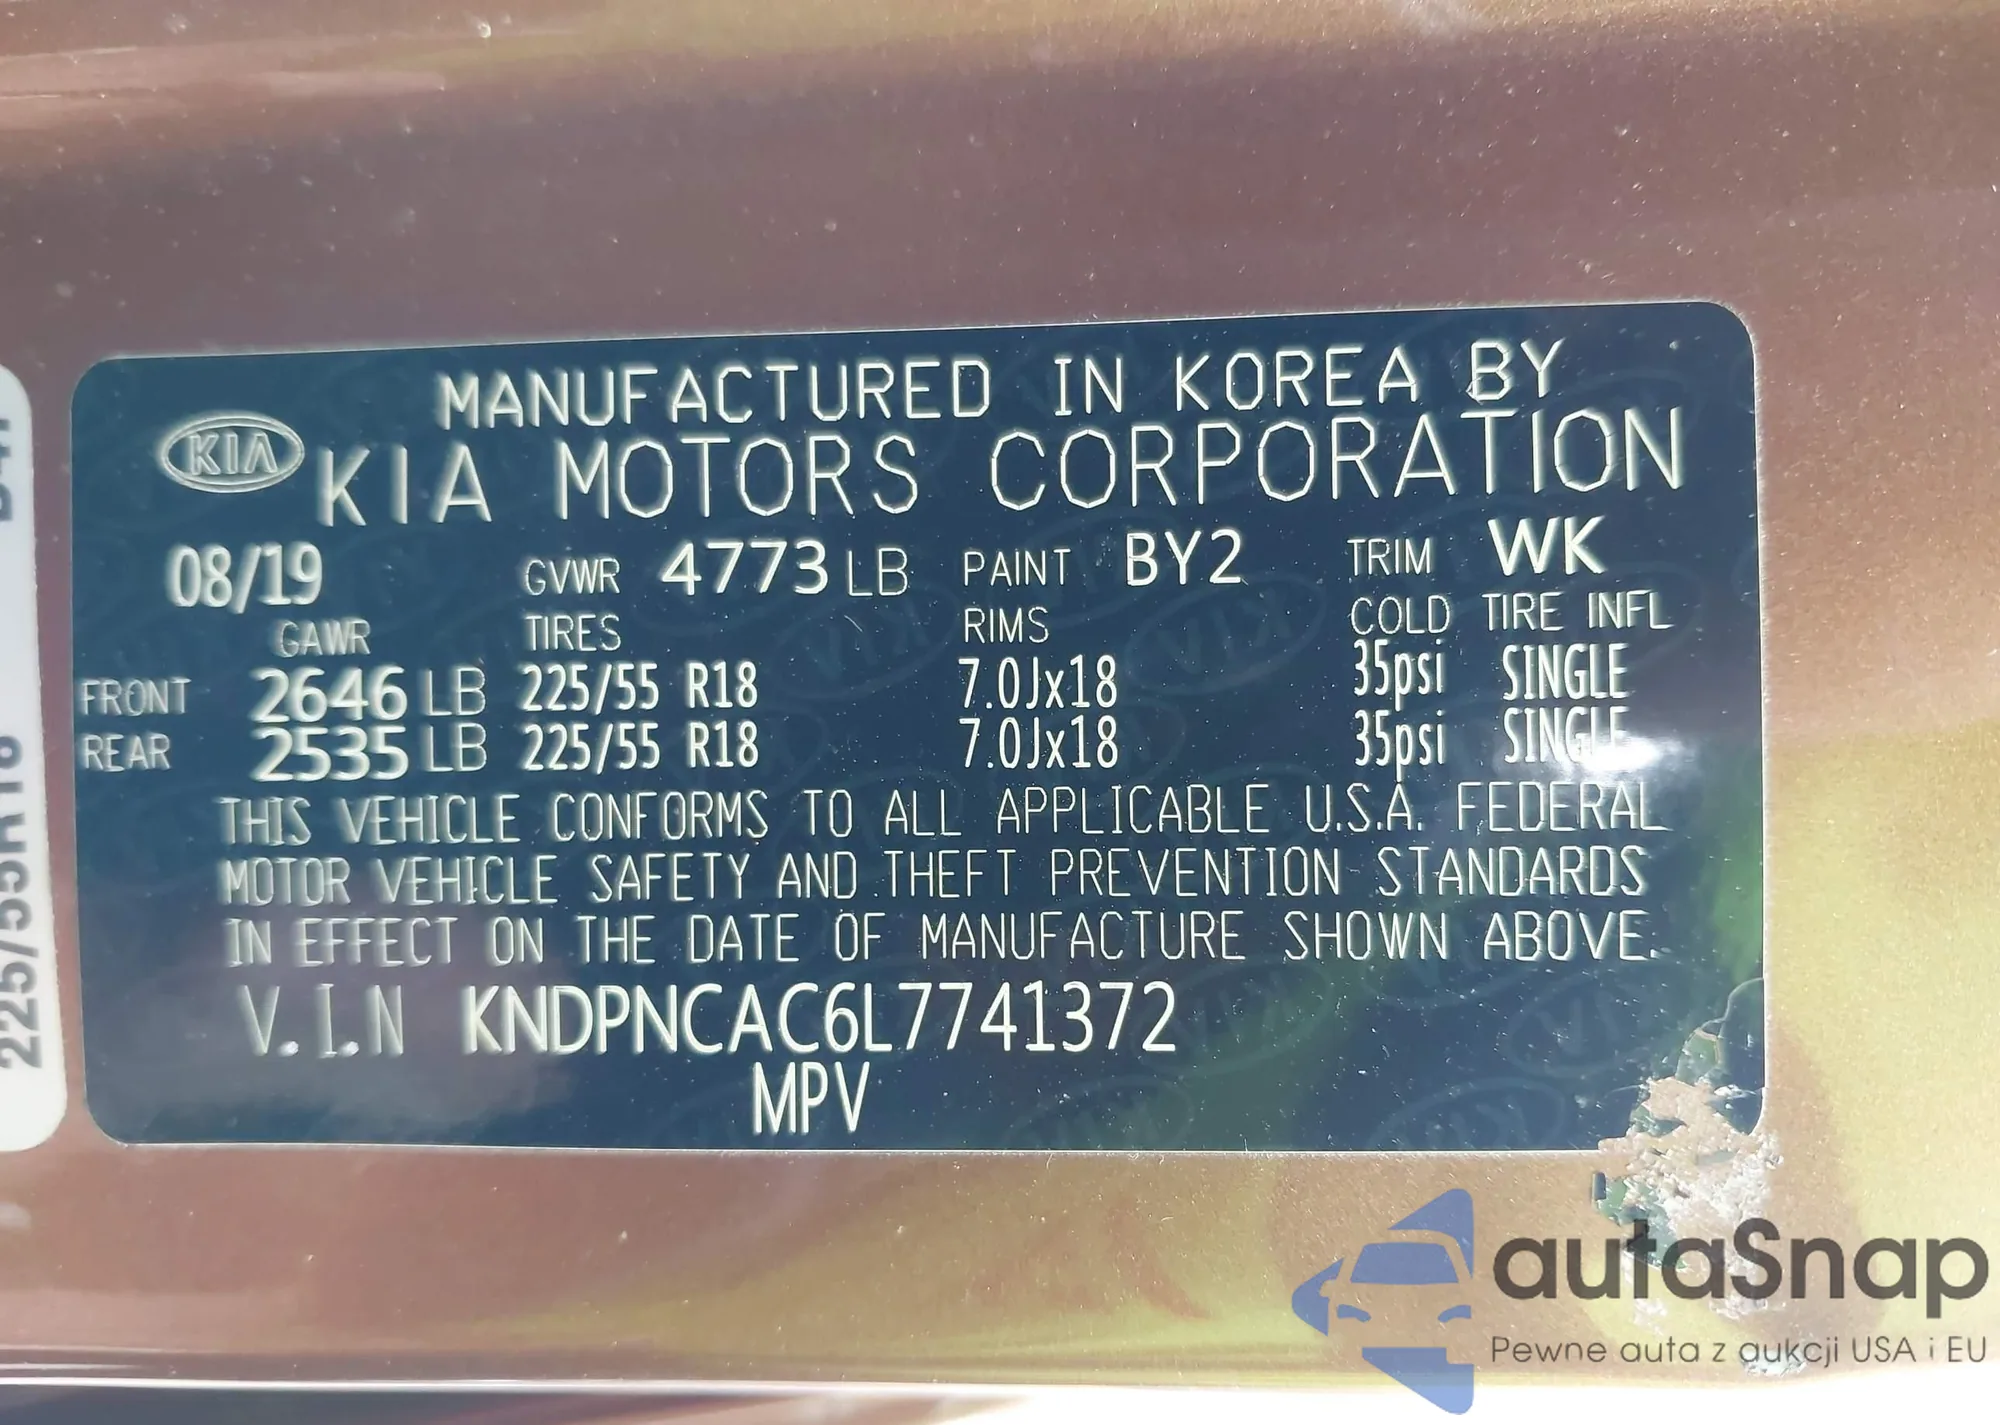 MANUFACTURED IN KOREA BY
KIA KIA MOTORS CORPORATION
08/19 GVWR 4773 LB PAINT BY2 TRIM WK
GAWR TIRES RIMS COLD TIRE INFL
FRONT 2646 LB 225/55 R18 7.0Jx18 35psi SINGLE
REAR 2535 LB 225/55 R18 7.0Jx18 35psi SINGLE
THIS VEHICLE CONFORMS TO ALL APPLICABLE U.S.A. FEDERAL
MOTOR VEHICLE SAFETY AND THEFT PREVENTION STANDARDS
IN EFFECT ON THE DATE OF MANUFACTURE SHOWN ABOVE.
V.I.N KNDPNCAC6L7741372
MPV
225/55R18
autaSnap
Pewne auta z aukcji USA i EU